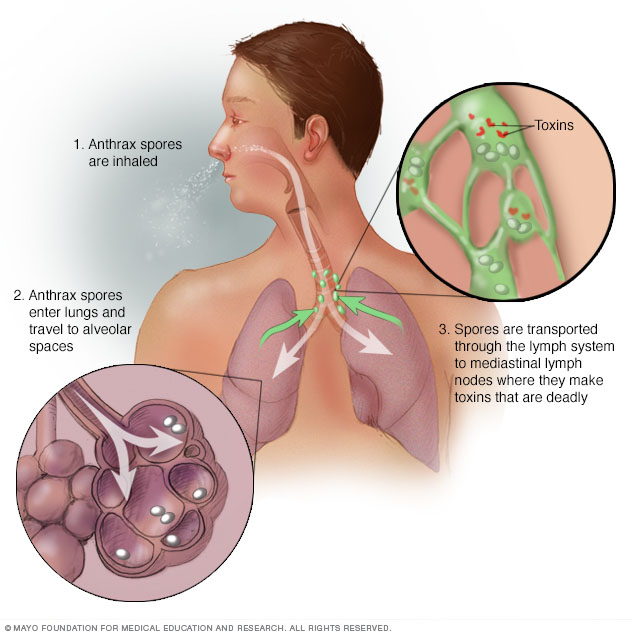 1. Anthrax spores
are inhaled
Toxins
2. Anthrax spores
enter lungs and
travel to alveolar
spaces
3. Spores are transported
through the lymph system
to mediastinal lymph
nodes where they make
toxins that are deadly
© MAYO FOUNDATION FOR MEDICAL EDUCATION AND RESEARCH. ALL RIGHTS RESERVED.